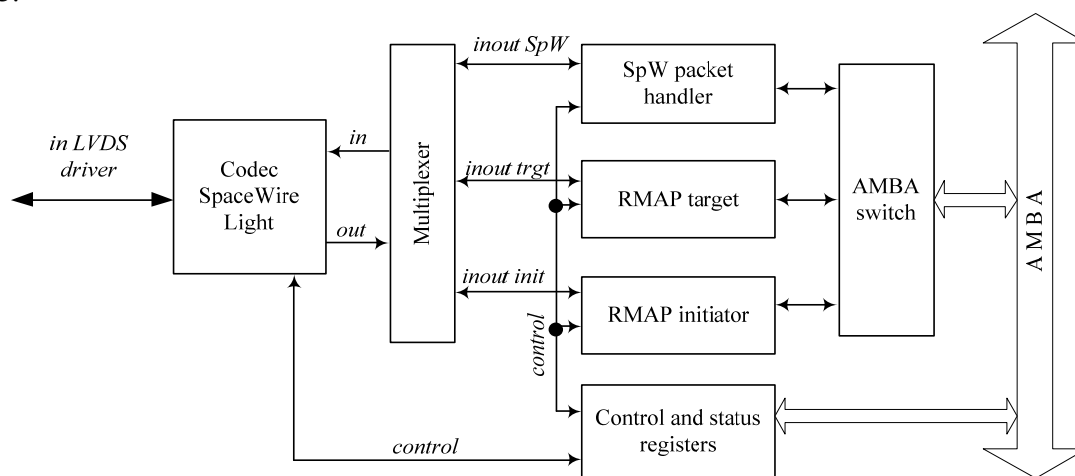 inout SpW
SpW packet
handler
in LVDS
driver
in
Codec
SpaceWire
Light
out
Multiplexer
inout trgt
RMAP target
AMBA
switch
AMBA
inout init
RMAP initiator
control
Control and status
registers
control